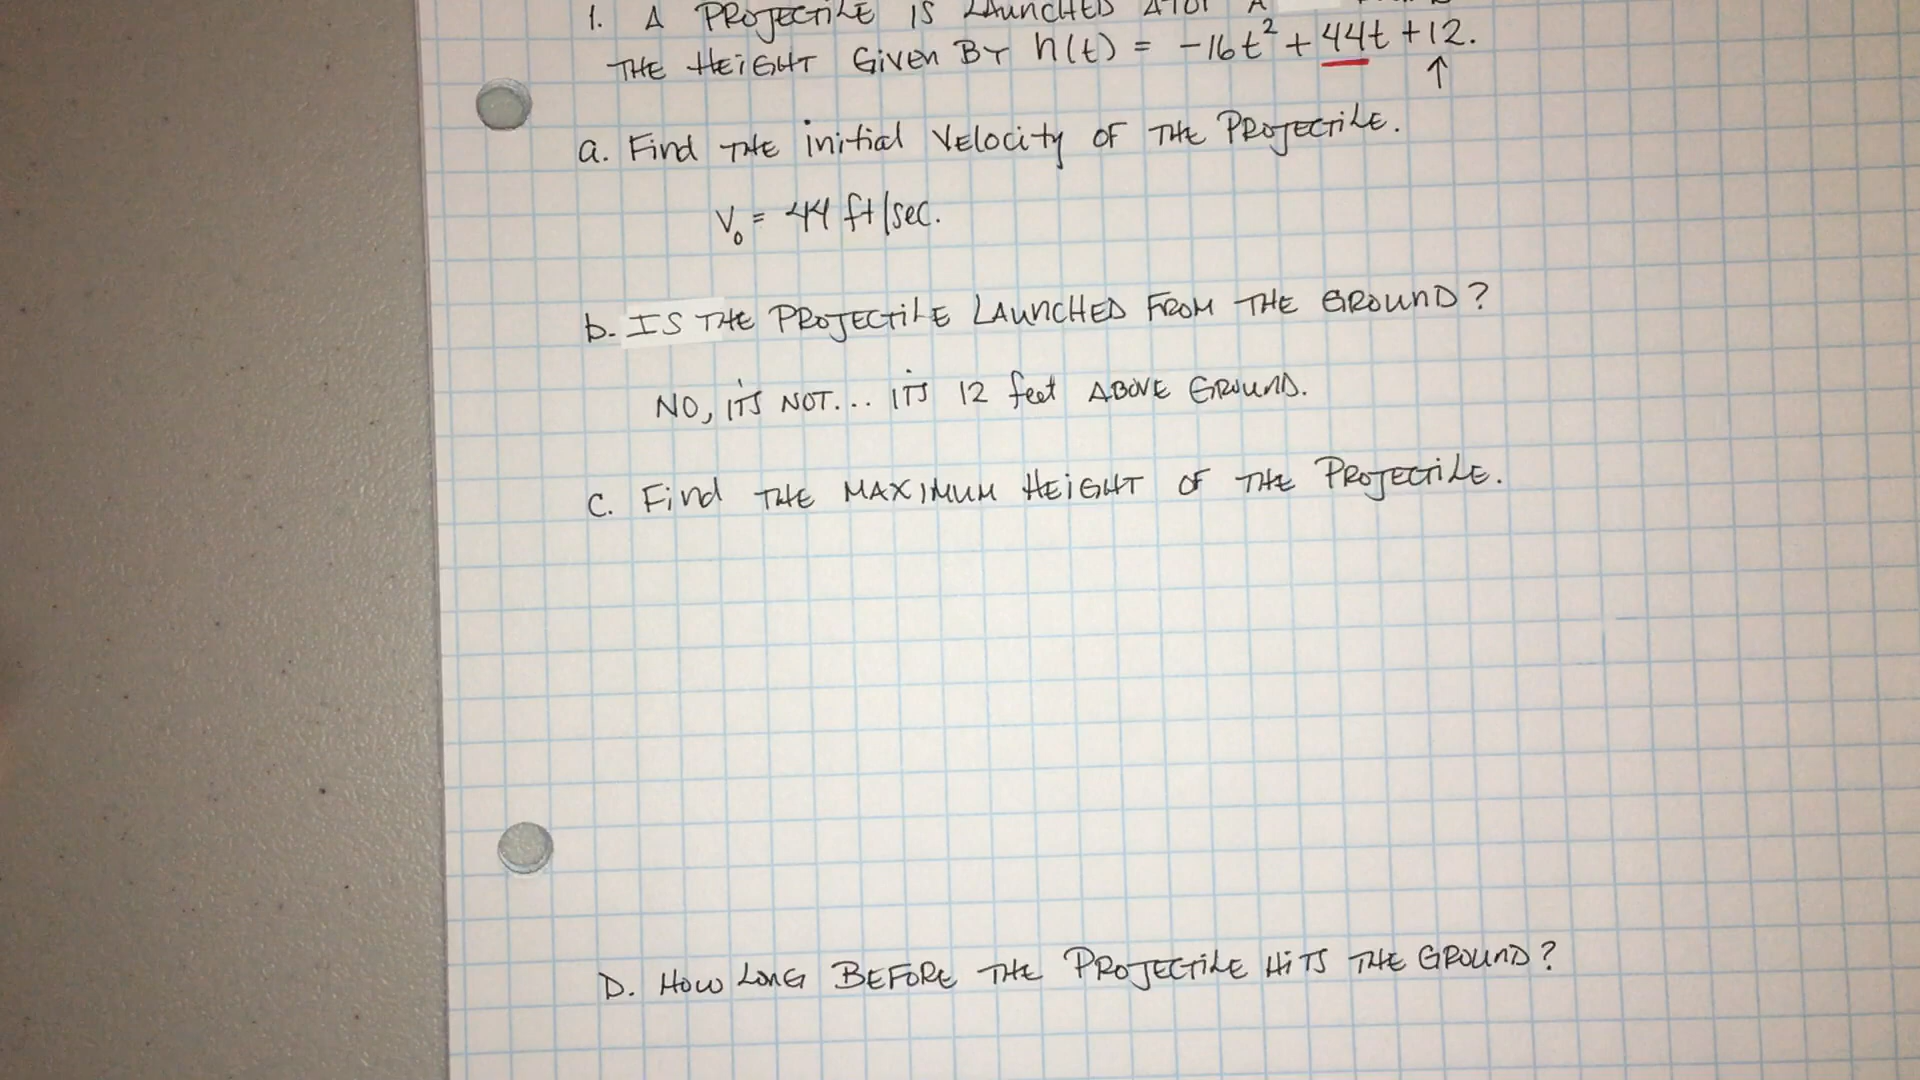 1. A PROJECTILE IS LAUNCHED ATOP A
THE HEIGHT GIVEN BY h(t) = -16t² + 44t + 12.
↑
a. Find THE initial VELOCITY OF THE PROJECTILE.
V₀ = 44 ft/sec.
b. IS THE PROJECTILE LAUNCHED FROM THE GROUND?
NO, IT'S NOT... IT'S 12 feet ABOVE GROUND.
C. Find THE MAXIMUM HEIGHT OF THE PROJECTILE.
D. HOW LONG BEFORE THE PROJECTILE HITS THE GROUND?